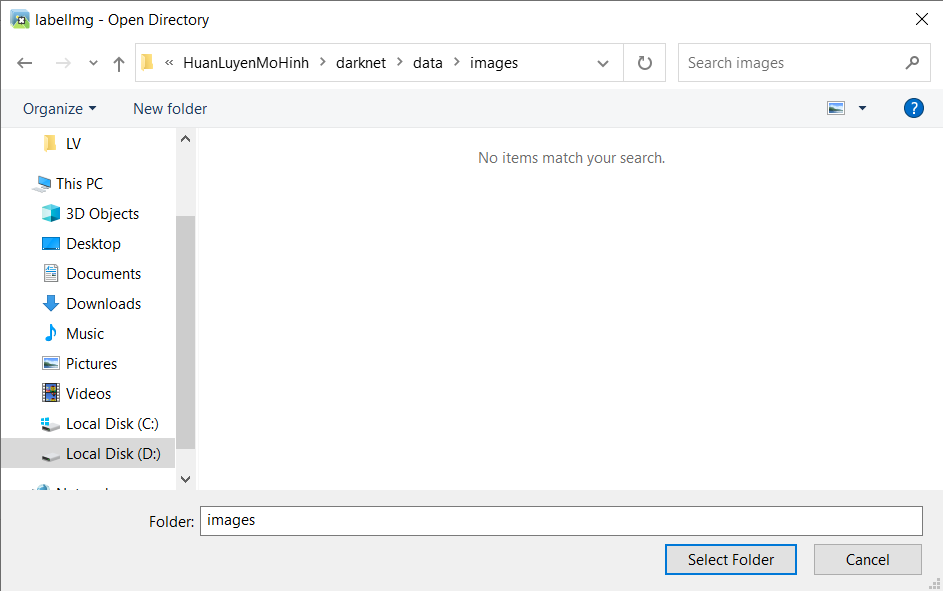 labelImg - Open Directory
« HuanLuyenMoHinh > darknet > data > images
Search images
Organize
New folder
?
No items match your search.
LV
This PC
3D Objects
Desktop
Documents
Downloads
Music
Pictures
Videos
Local Disk (C:)
Local Disk (D:)
Folder: images
Select Folder
Cancel